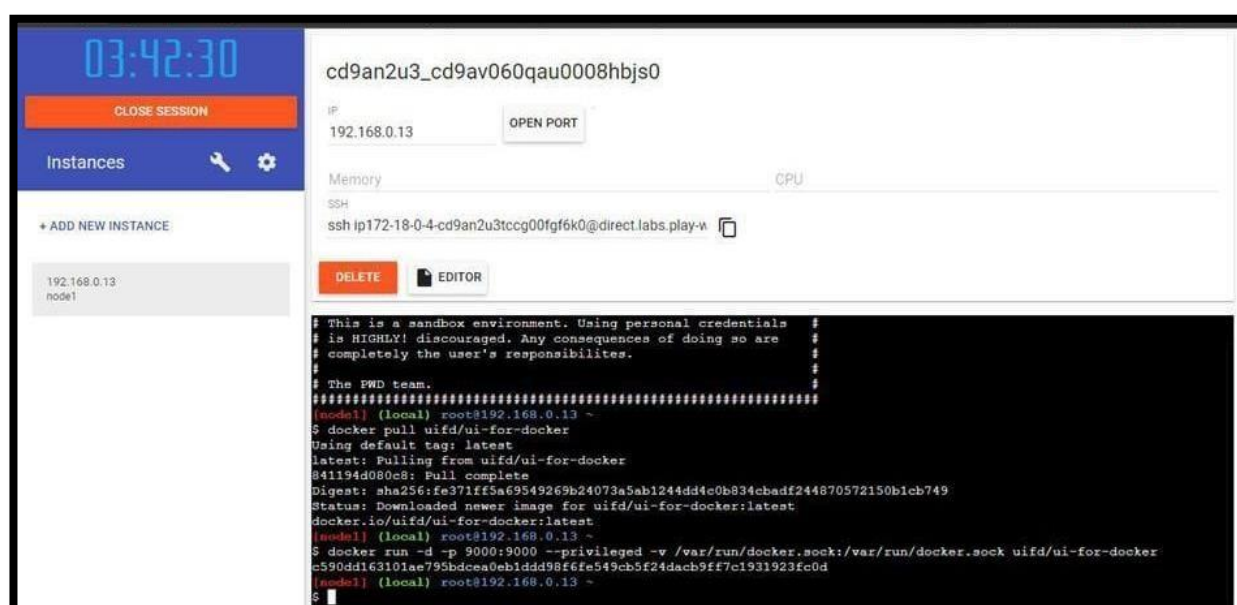 03:42:30
CLOSE SESSION
Instances
+ ADD NEW INSTANCE
192.168.0.13
node1
cd9an2u3_cd9av060qau0008hbjs0
IP
192.168.0.13
OPEN PORT
Memory
CPU
SSH
ssh ip172-18-0-4-cd9an2u3tccg00fgf6k0@direct.labs.play-w
DELETE
EDITOR
# This is a sandbox environment. Using personal credentials #
# is HIGHLY! discouraged. Any consequences of doing so are #
# completely the user's responsibilites. #
# #
# The PWD team. #
################################################################
[node1] (local) root@192.168.0.13 ~
$ docker pull uifd/ui-for-docker
Using default tag: latest
latest: Pulling from uifd/ui-for-docker
841194d080c8: Pull complete
Digest: sha256:fe371ff5a69549269b24073a5ab1244dd4c0b834cbadf244870572150b1cb749
Status: Downloaded newer image for uifd/ui-for-docker:latest
docker.io/uifd/ui-for-docker:latest
[node1] (local) root@192.168.0.13 ~
$ docker run -d -p 9000:9000 --privileged -v /var/run/docker.sock:/var/run/docker.sock uifd/ui-for-docker
c590dd163101ae795bdcea0eb1ddd98f6fe549cb5f24dacb9ff7c1931923fc0d
[node1] (local) root@192.168.0.13 ~
$